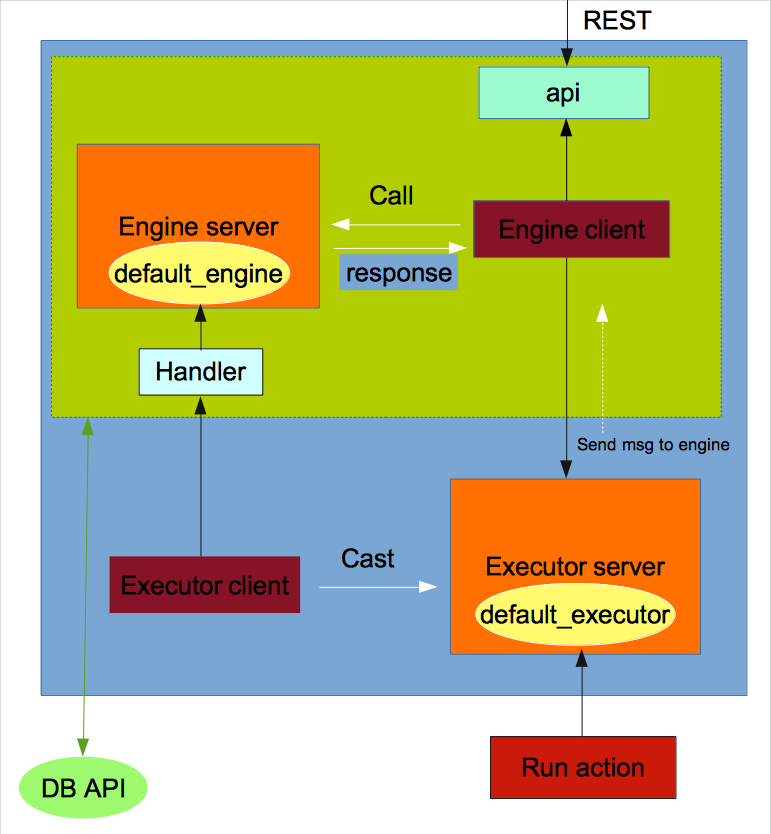 REST
api
Call
Engine server
Engine client
default_engine
response
Handler
Send msg to engine
Cast
Executor server
Executor client
default_executor
Run action
DB API